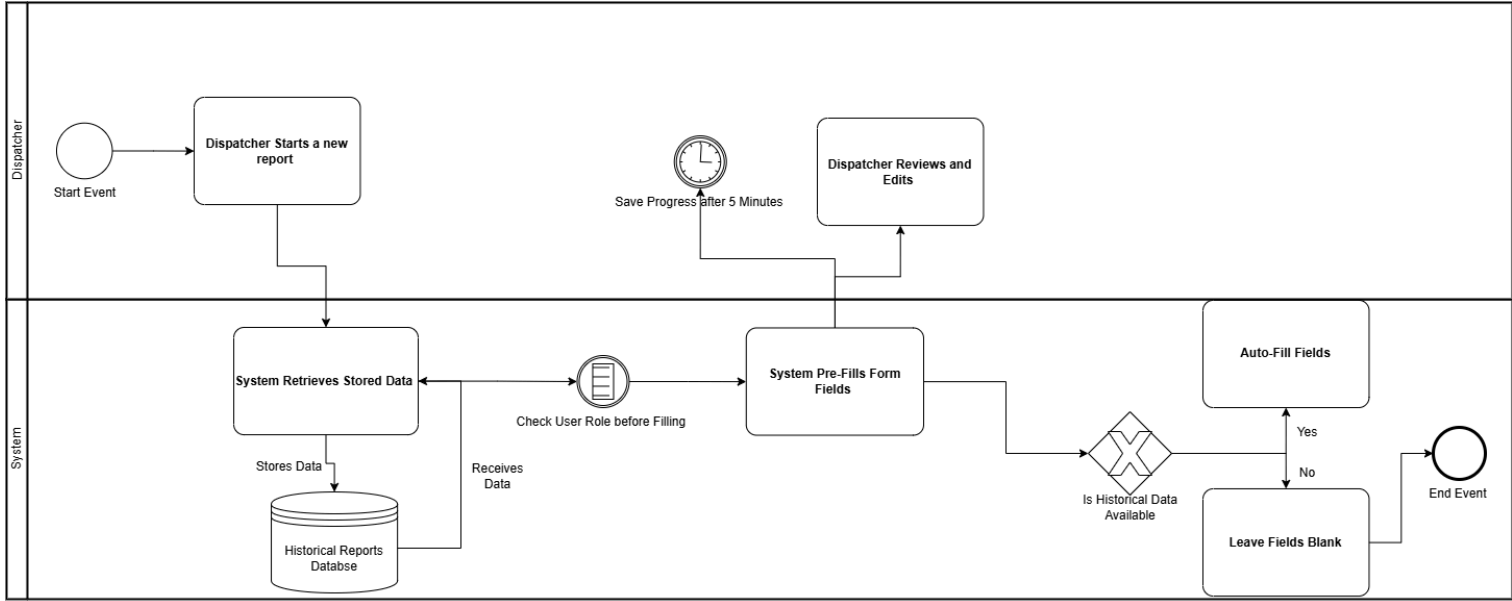 Dispatcher
Start Event
Dispatcher Starts a new
report
Save Progress after 5 Minutes
Dispatcher Reviews and
Edits
System
System Retrieves Stored Data
Stores Data
Receives
Data
Historical Reports
Databse
Check User Role before Filling
System Pre-Fills Form
Fields
Is Historical Data
Available
Auto-Fill Fields
Yes
No
Leave Fields Blank
End Event